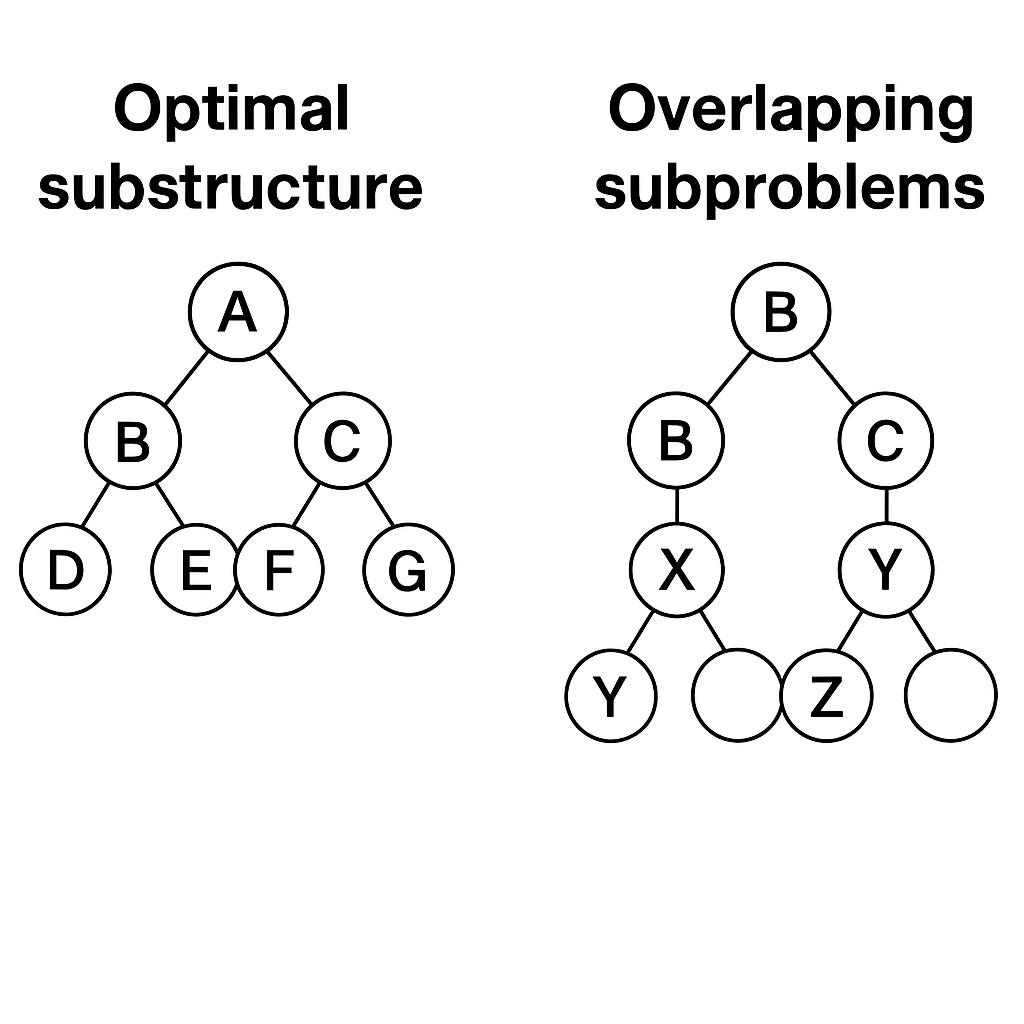 Optimal
substructure
A
B C
D E F G
Overlapping
subproblems
B
B C
X Y
Y Z